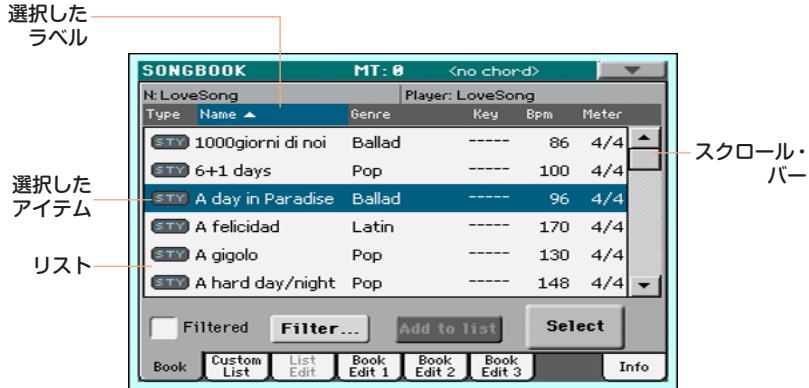 選択した
ラベル
SONGBOOK MT: 0 <no chord>
N: LoveSong Player: LoveSong
Type Name ▲ Genre Key Bpm Meter
STY 1000giorni di noi Ballad ----- 86 4/4
STY 6+1 days Pop ----- 100 4/4
STY A day in Paradise Ballad ----- 96 4/4
STY A felicidad Latin ----- 170 4/4
STY A gigolo Pop ----- 130 4/4
STY A hard day/night Pop ----- 148 4/4
スクロール・
バー
選択した
アイテム
リスト
Filtered Filter... Add to list Select
Book Custom List List Edit Book Edit 1 Book Edit 2 Book Edit 3 Info